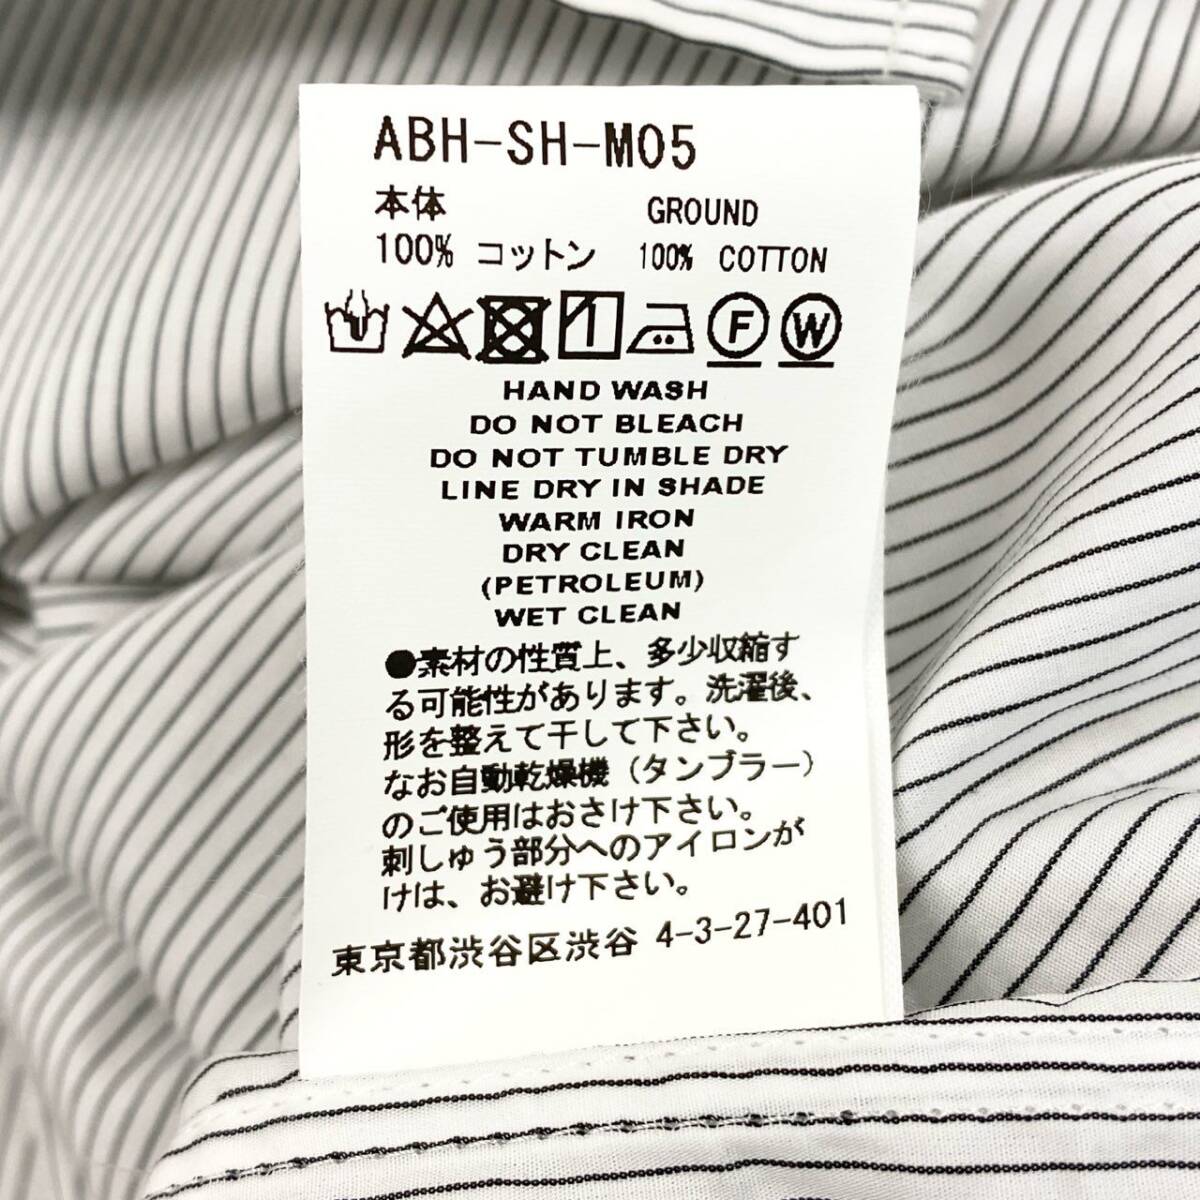 ABH-SH-M05
本体 GROUND
100% コットン 100% COTTON
F W
HAND WASH
DO NOT BLEACH
DO NOT TUMBLE DRY
LINE DRY IN SHADE
WARM IRON
DRY CLEAN
(PETROLEUM)
WET CLEAN
●素材の性質上、多少収縮す
る可能性があります。洗濯後、
形を整えて干して下さい。
なお自動乾燥機（タンブラー）
のご使用はおさけ下さい。
刺しゅう部分へのアイロンが
けは、お避け下さい。
東京都渋谷区渋谷 4-3-27-401